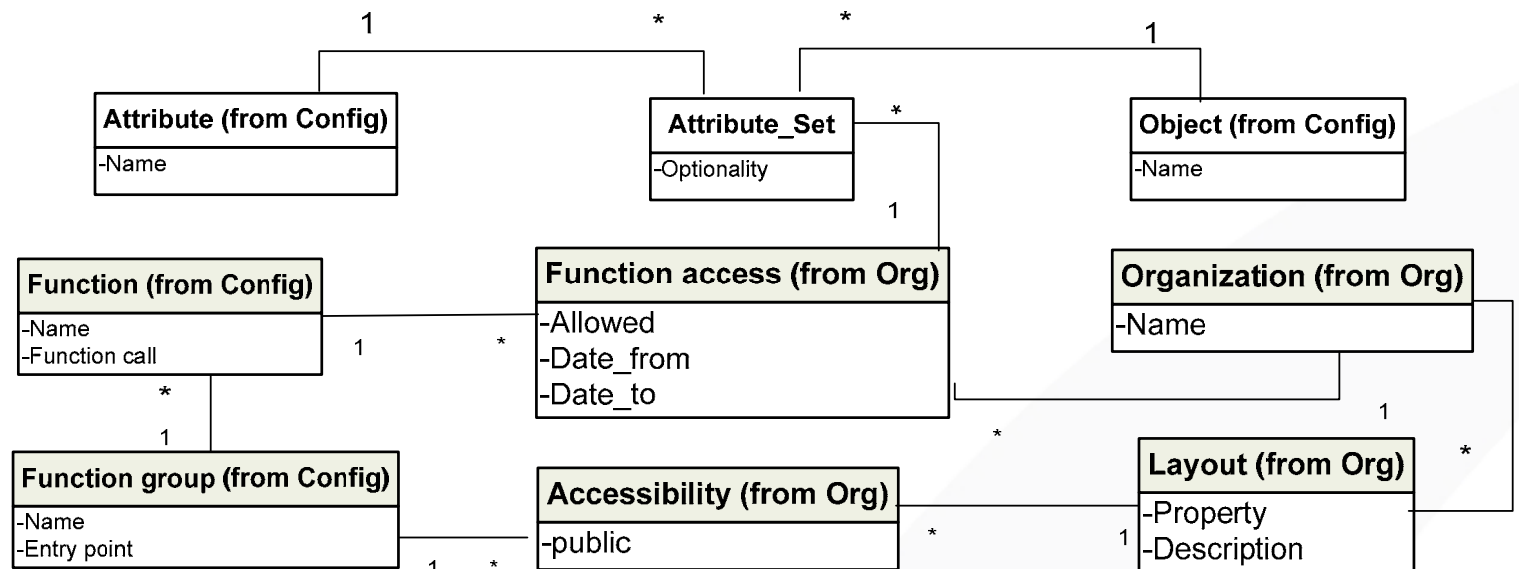 1 * * 1
Attribute (from Config)
-Name
Attribute_Set
-Optionality
Object (from Config)
-Name
*
1
Function (from Config)
-Name
-Function call
Function access (from Org)
-Allowed
-Date_from
-Date_to
Organization (from Org)
-Name
1 *
*
1
* 1
*
Function group (from Config)
-Name
-Entry point
Accessibility (from Org)
-public
Layout (from Org)
-Property
-Description
1 *
* 1